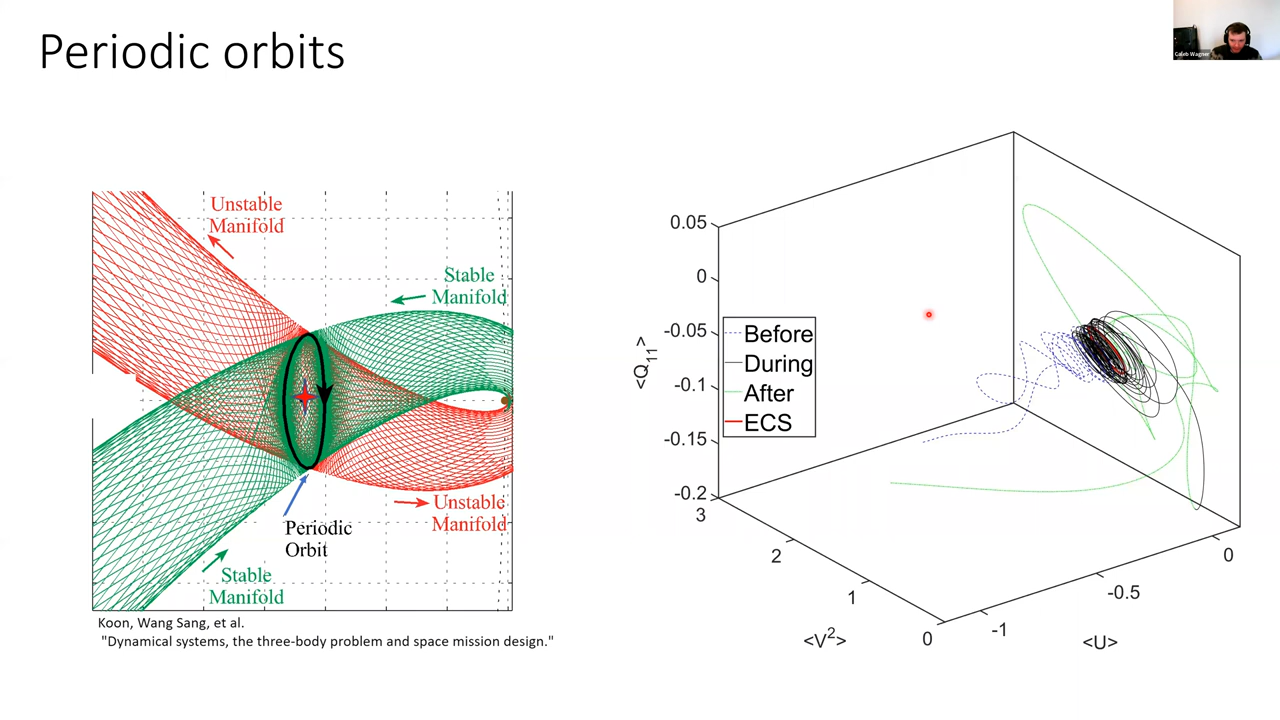 Periodic orbits
Caleb Wagner
Unstable
Manifold
Stable
Manifold
Unstable
Manifold
Periodic
Orbit
Stable
Manifold
Koon, Wang Sang, et al.
"Dynamical systems, the three-body problem and space mission design."
0.05
0
-0.05
-0.1
-0.15
-0.2
<Q11>
Before
During
After
ECS
3
2
1
0
<V2>
-1
-0.5
0
<U>